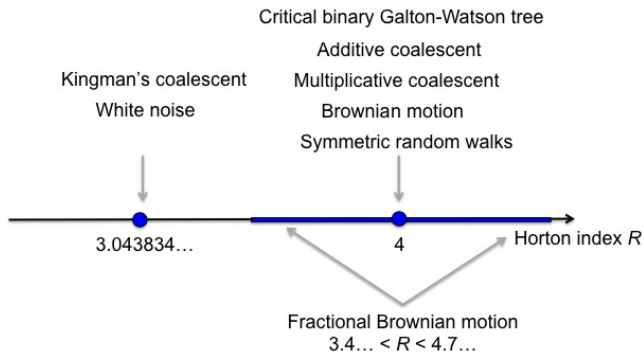 Critical binary Galton-Watson tree
Additive coalescent
Kingman's coalescent
Multiplicative coalescent
White noise
Brownian motion
Symmetric random walks
3.043834…
4
Horton index R
Fractional Brownian motion
3.4… < R < 4.7…